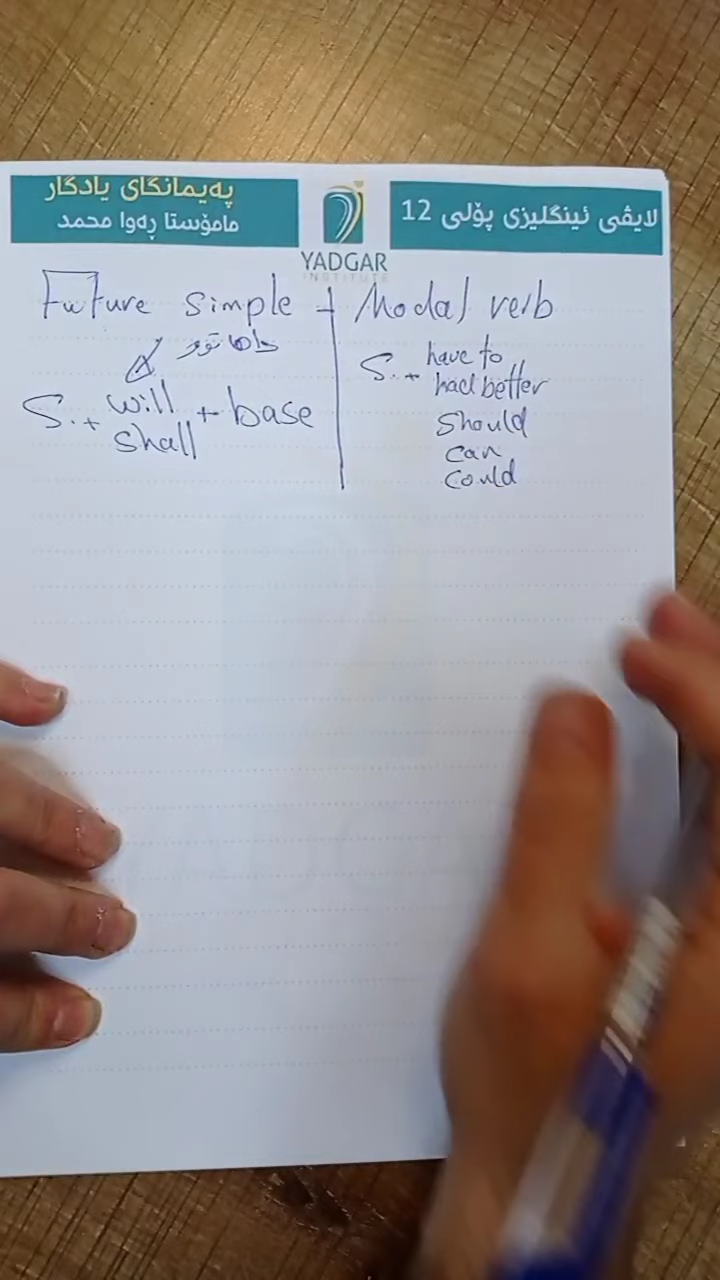 پەیمانگای یادگار
مامۆستا ڕەوا محمد
YADGAR
INSTITUTE
لایڤی ئینگلیزی پۆلی 12
Future simple + Modal verb
داهاتوو
S. + will + base
shall
S. + have to
had better
should
can
could